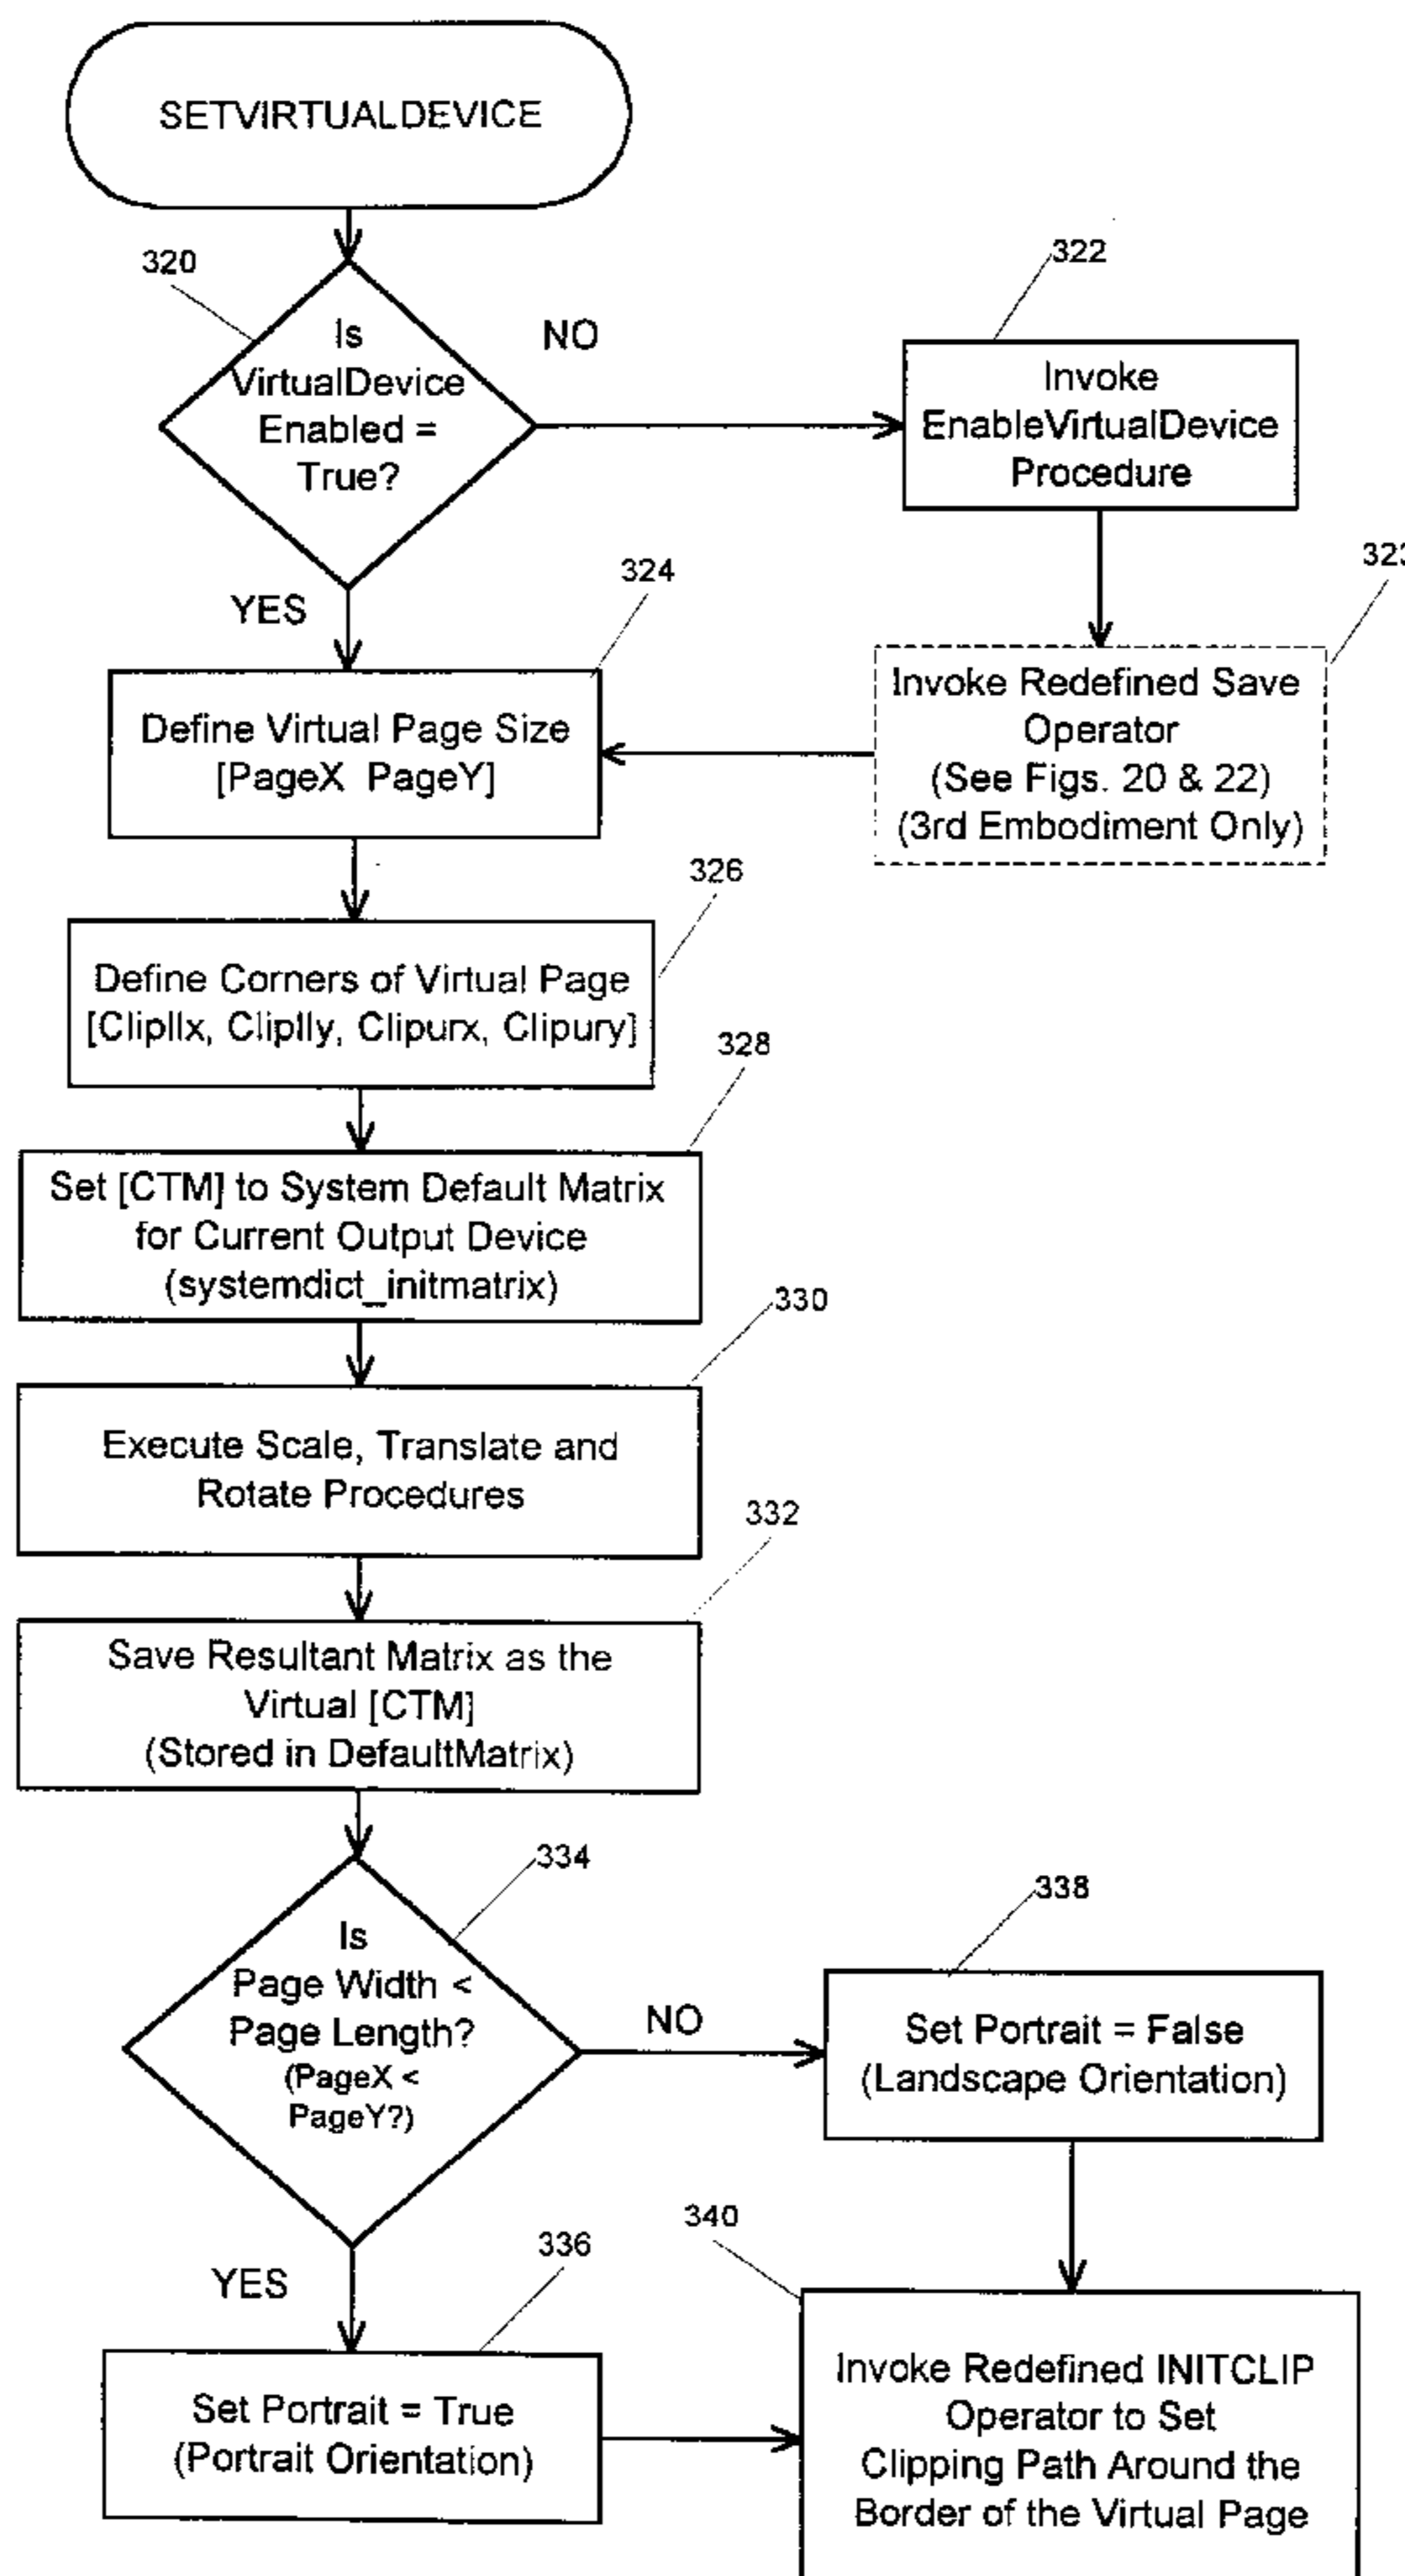 SETVIRTUALDEVICE
320
Is
VirtualDevice
Enabled =
True?
NO
YES
322
Invoke
EnableVirtualDevice
Procedure
323
Invoke Redefined Save
Operator
(See Figs. 20 & 22)
(3rd Embodiment Only)
324
Define Virtual Page Size
[PageX PageY]
326
Define Corners of Virtual Page
[Clipllx, Cliplly, Clipurx, Clipury]
328
Set [CTM] to System Default Matrix
for Current Output Device
(systemdict_initmatrix)
330
Execute Scale, Translate and
Rotate Procedures
332
Save Resultant Matrix as the
Virtual [CTM]
(Stored in DefaultMatrix)
334
Is
Page Width <
Page Length?
(PageX <
PageY?)
NO
YES
338
Set Portrait = False
(Landscape Orientation)
336
Set Portrait = True
(Portrait Orientation)
340
Invoke Redefined INITCLIP
Operator to Set
Clipping Path Around the
Border of the Virtual Page